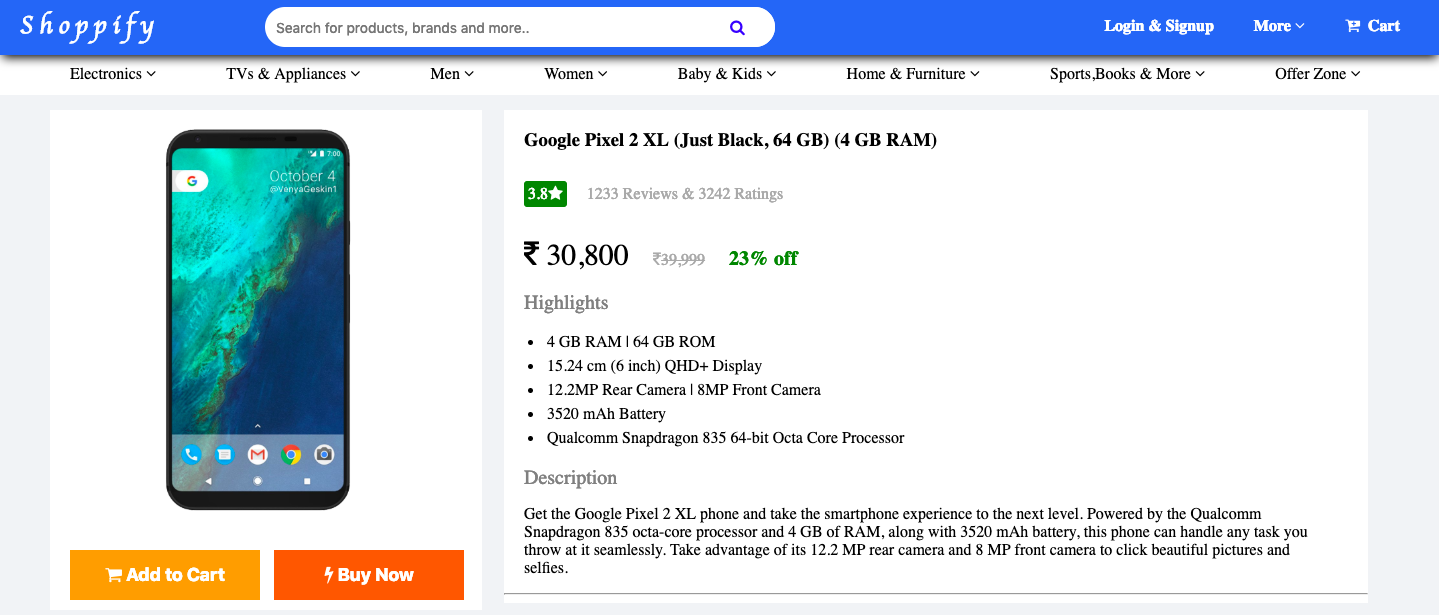 Shoppify
Search for products, brands and more..
Login & Signup
More
Cart
Electronics
TVs & Appliances
Men
Women
Baby & Kids
Home & Furniture
Sports,Books & More
Offer Zone
7:00
October 4
@VenyaGeskin1
G
Add to Cart
Buy Now
Google Pixel 2 XL (Just Black, 64 GB) (4 GB RAM)
3.8★
1233 Reviews & 3242 Ratings
₹ 30,800 ₹39,999 23% off
Highlights
• 4 GB RAM | 64 GB ROM
• 15.24 cm (6 inch) QHD+ Display
• 12.2MP Rear Camera | 8MP Front Camera
• 3520 mAh Battery
• Qualcomm Snapdragon 835 64-bit Octa Core Processor
Description
Get the Google Pixel 2 XL phone and take the smartphone experience to the next level. Powered by the Qualcomm
Snapdragon 835 octa-core processor and 4 GB of RAM, along with 3520 mAh battery, this phone can handle any task you
throw at it seamlessly. Take advantage of its 12.2 MP rear camera and 8 MP front camera to click beautiful pictures and
selfies.